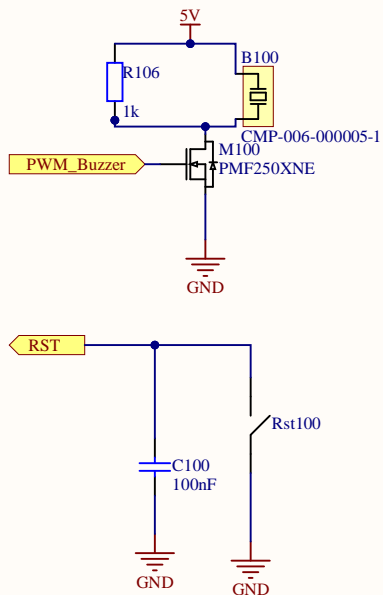 5V
B100
R106
1k
CMP-006-000005-1
M100
PWM_Buzzer
PMF250XNE
GND
RST
Rst100
C100
100nF
GND
GND